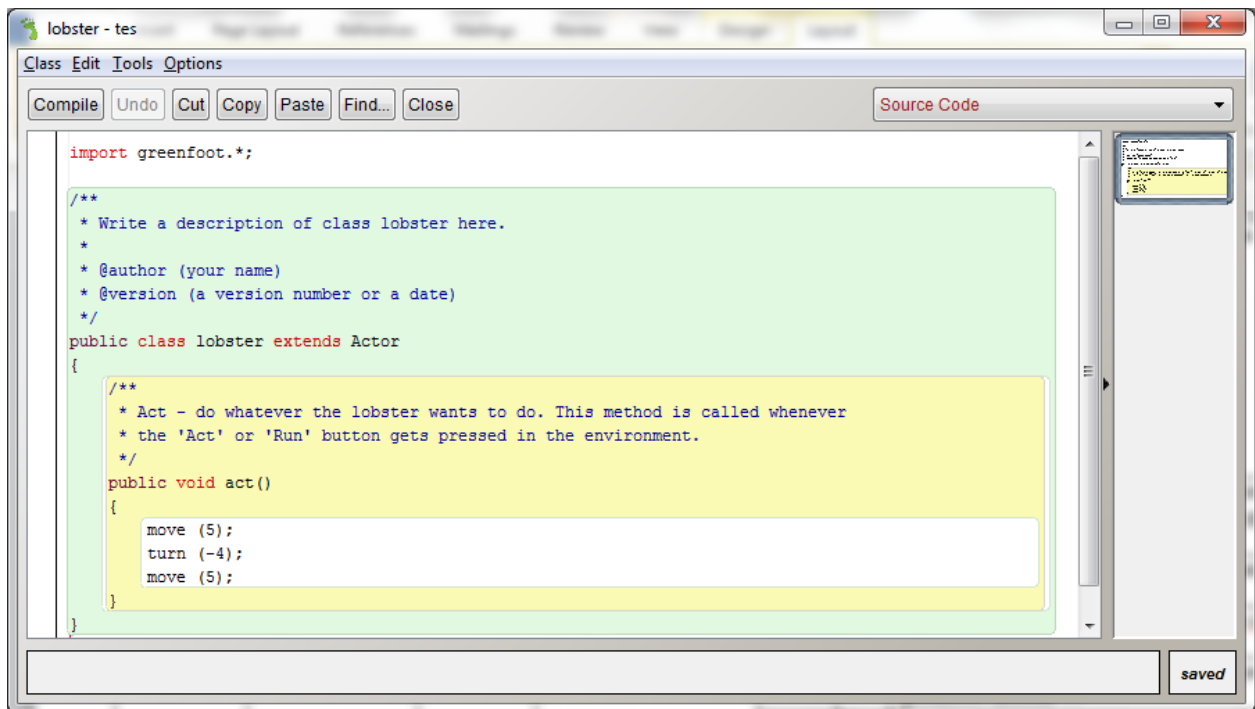 lobster - tes
Class Edit Tools Options
Compile Undo Cut Copy Paste Find... Close Source Code
import greenfoot.*;
/**
 * Write a description of class lobster here.
 *
 * @author (your name)
 * @version (a version number or a date)
 */
public class lobster extends Actor
{
    /**
     * Act - do whatever the lobster wants to do. This method is called whenever
     * the 'Act' or 'Run' button gets pressed in the environment.
     */
    public void act()
    {
        move (5);
        turn (-4);
        move (5);
    }
}
saved